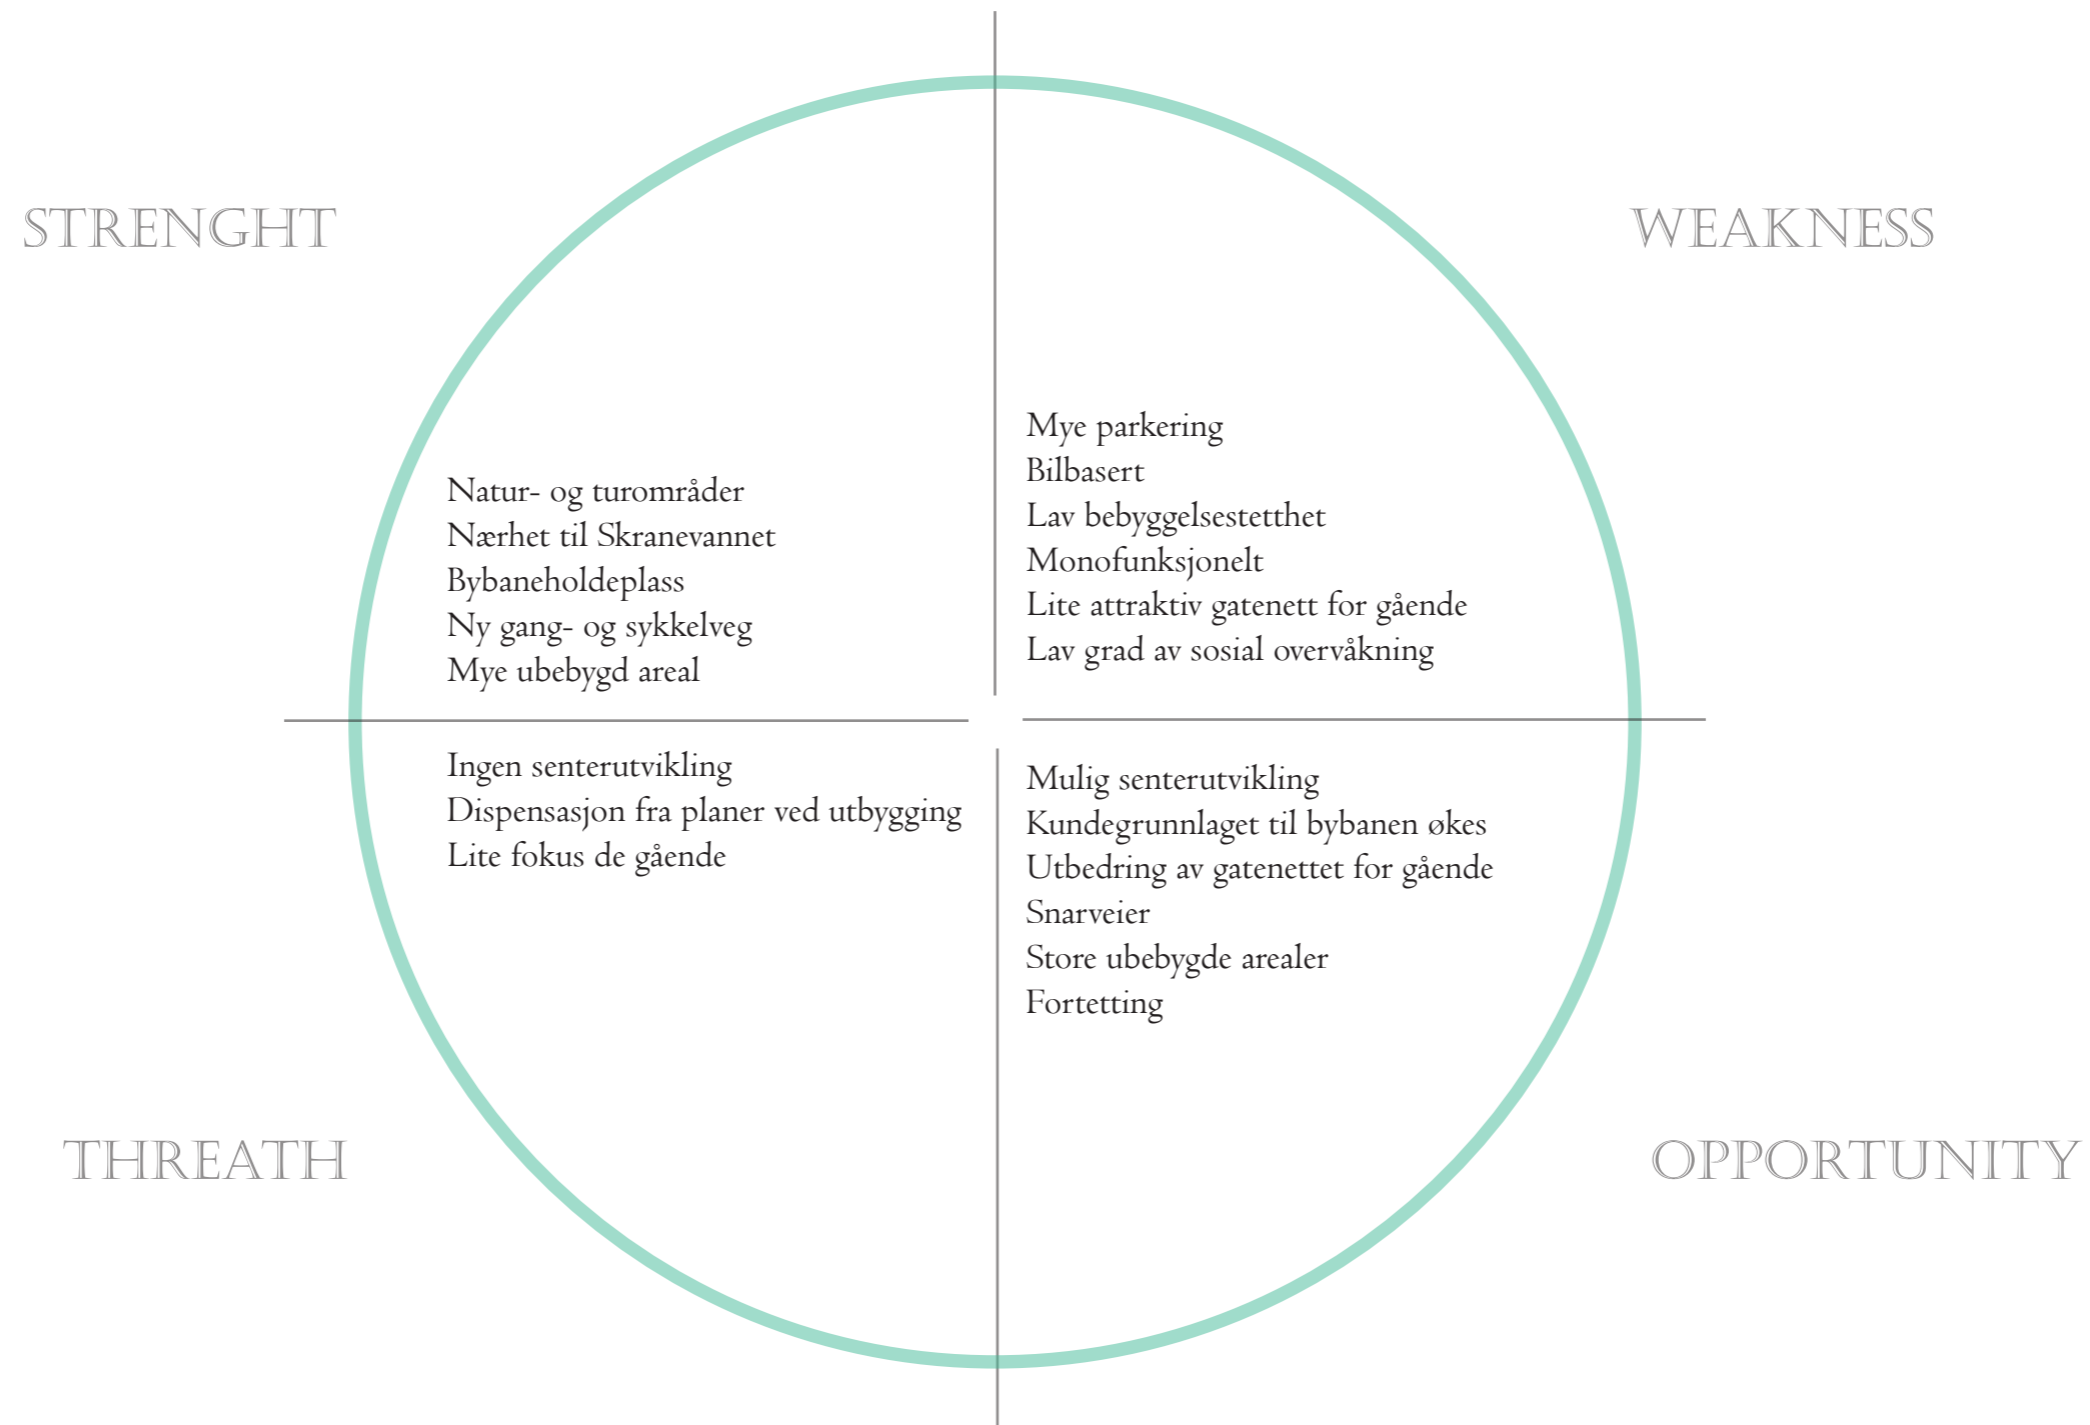 STRENGHT
Natur- og turområder
Nærhet til Skranevannet
Bybaneholdeplass
Ny gang- og sykkelveg
Mye ubebygd areal
WEAKNESS
Mye parkering
Bilbasert
Lav bebyggelsestetthet
Monofunksjonelt
Lite attraktiv gatenett for gående
Lav grad av sosial overvåkning
THREATH
Ingen senterutvikling
Dispensasjon fra planer ved utbygging
Lite fokus de gående
OPPORTUNITY
Mulig senterutvikling
Kundegrunnlaget til bybanen økes
Utbedring av gatenettet for gående
Snarveier
Store ubebygde arealer
Fortetting